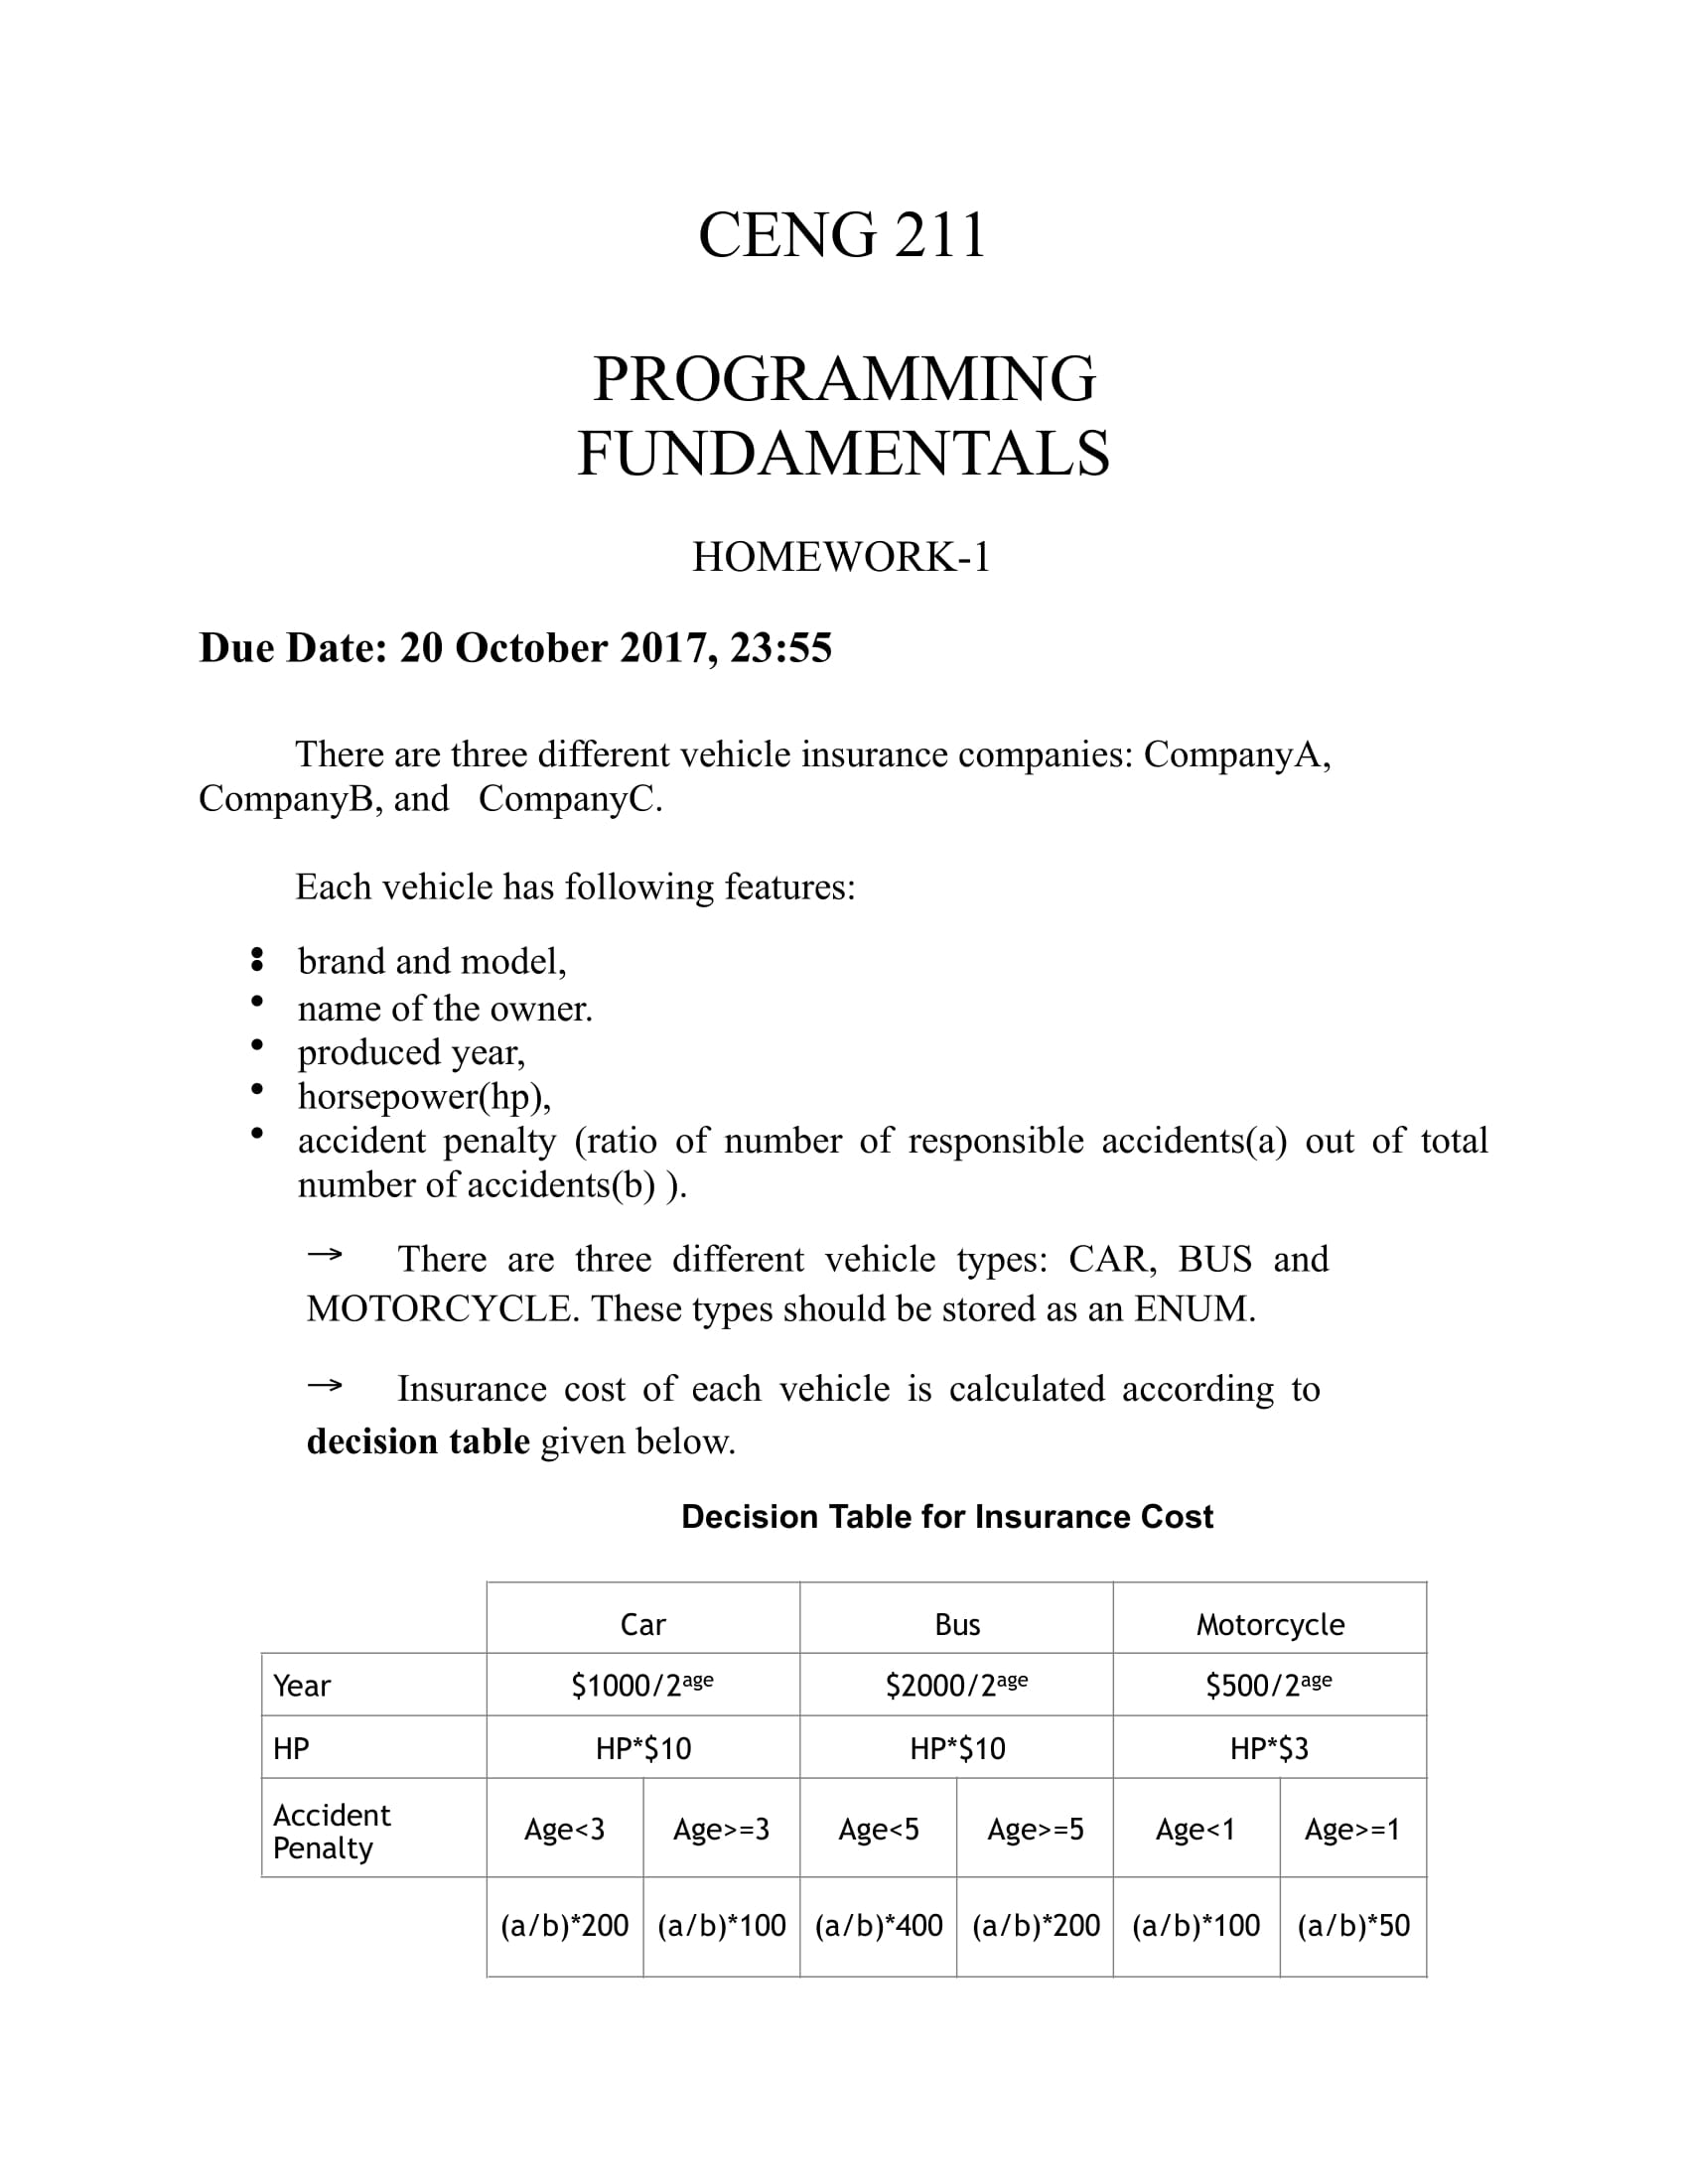 CENG 211
PROGRAMMING
FUNDAMENTALS
HOMEWORK-1
Due Date: 20 October 2017, 23:55
There are three different vehicle insurance companies: CompanyA,
CompanyB, and CompanyC.
Each vehicle has following features:
• brand and model,
• name of the owner.
• produced year,
• horsepower(hp),
• accident penalty (ratio of number of responsible accidents(a) out of total
number of accidents(b) ).
→ There are three different vehicle types: CAR, BUS and
MOTORCYCLE. These types should be stored as an ENUM.
→ Insurance cost of each vehicle is calculated according to
decision table given below.
Decision Table for Insurance Cost
Car Bus Motorcycle
Year $1000/2^age $2000/2^age $500/2^age
HP HP*$10 HP*$10 HP*$3
Accident
Penalty Age<3 Age>=3 Age<5 Age>=5 Age<1 Age>=1
(a/b)*200 (a/b)*100 (a/b)*400 (a/b)*200 (a/b)*100 (a/b)*50